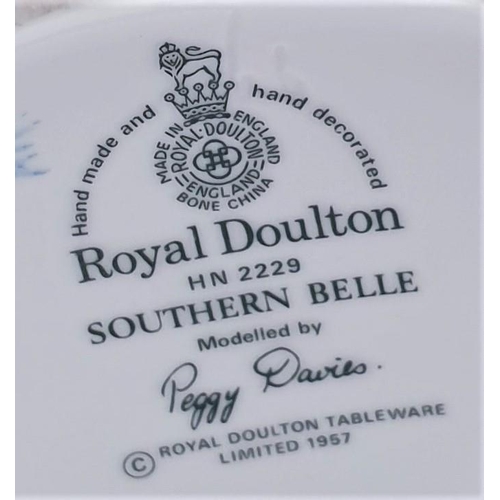 Hand made and hand decorated
MADE IN ENGLAND
ROYAL·DOULTON
ENGLAND
BONE CHINA
Royal Doulton
HN 2229
SOUTHERN BELLE
Modelled by
Peggy Davies.
© ROYAL DOULTON TABLEWARE
LIMITED 1957